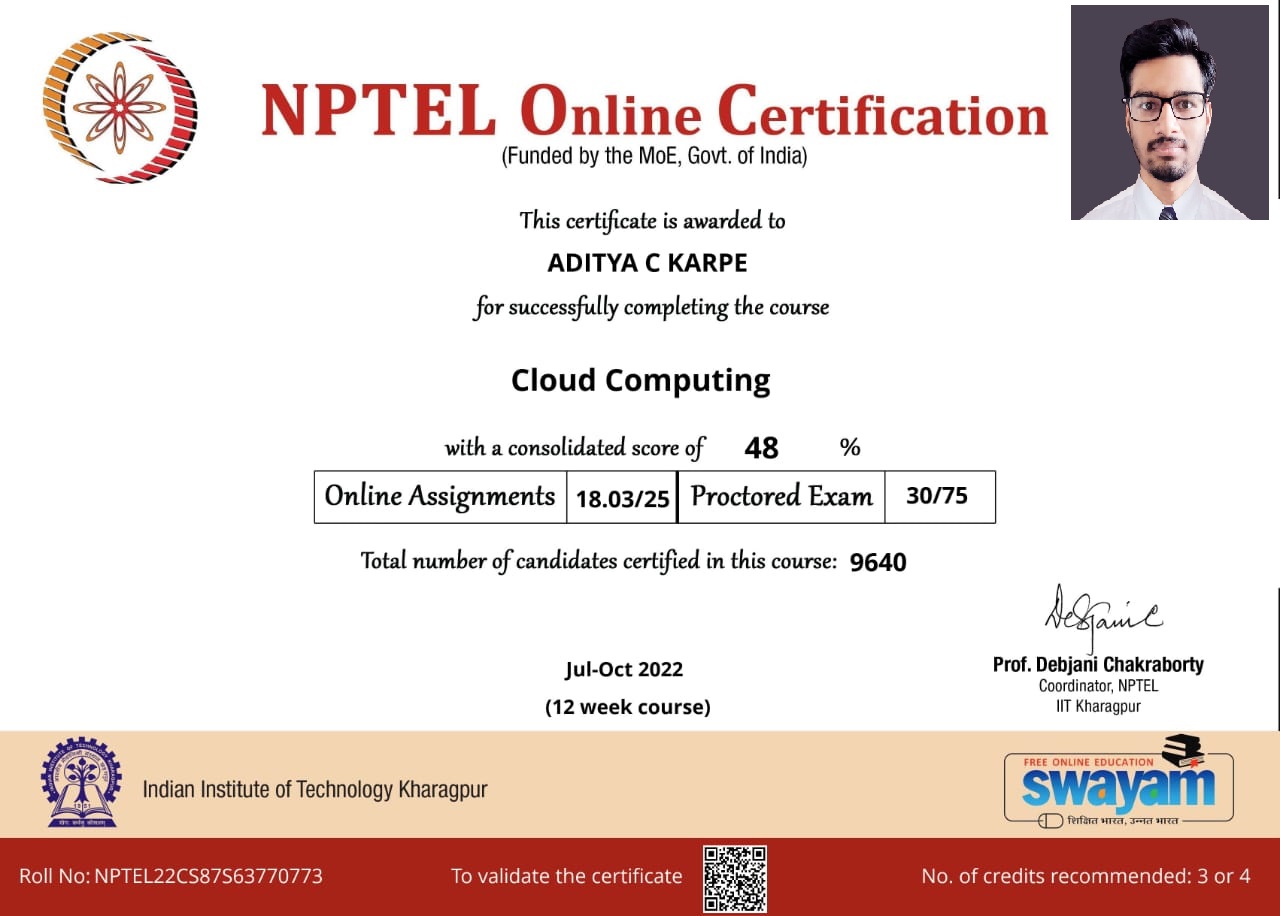 NPTEL Online Certification
(Funded by the MoE, Govt. of India)
This certificate is awarded to
ADITYA C KARPE
for successfully completing the course
Cloud Computing
with a consolidated score of 48 %
Online Assignments 18.03/25 Proctored Exam 30/75
Total number of candidates certified in this course: 9640
Jul-Oct 2022
(12 week course)
Prof. Debjani Chakraborty
Coordinator, NPTEL
IIT Kharagpur
Indian Institute of Technology Kharagpur
FREE ONLINE EDUCATION
swayam
शिक्षित भारत, उन्नत भारत
Roll No: NPTEL22CS87S63770773 To validate the certificate No. of credits recommended: 3 or 4